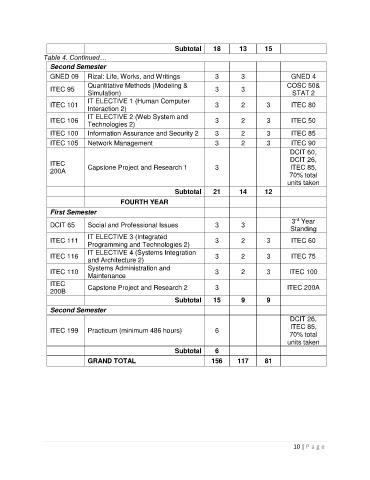 Subtotal 18 13 15
Table 4. Continued…
Second Semester
GNED 09 Rizal: Life, Works, and Writings 3 3 GNED 4
ITEC 95 Quantitative Methods (Modeling & Simulation) 3 3 COSC 50& STAT 2
ITEC 101 IT ELECTIVE 1 (Human Computer Interaction 2) 3 2 3 ITEC 80
ITEC 106 IT ELECTIVE 2 (Web System and Technologies 2) 3 2 3 ITEC 50
ITEC 100 Information Assurance and Security 2 3 2 3 ITEC 85
ITEC 105 Network Management 3 2 3 ITEC 90
ITEC 200A Capstone Project and Research 1 3 DCIT 60, DCIT 26, ITEC 85, 70% total units taken
Subtotal 21 14 12
FOURTH YEAR
First Semester
DCIT 65 Social and Professional Issues 3 3 3rd Year Standing
ITEC 111 IT ELECTIVE 3 (Integrated Programming and Technologies 2) 3 2 3 ITEC 60
ITEC 116 IT ELECTIVE 4 (Systems Integration and Architecture 2) 3 2 3 ITEC 75
ITEC 110 Systems Administration and Maintenance 3 2 3 ITEC 100
ITEC 200B Capstone Project and Research 2 3 ITEC 200A
Subtotal 15 9 9
Second Semester
ITEC 199 Practicum (minimum 486 hours) 6 DCIT 26, ITEC 85, 70% total units taken
Subtotal 6
GRAND TOTAL 156 117 81
10 | P a g e